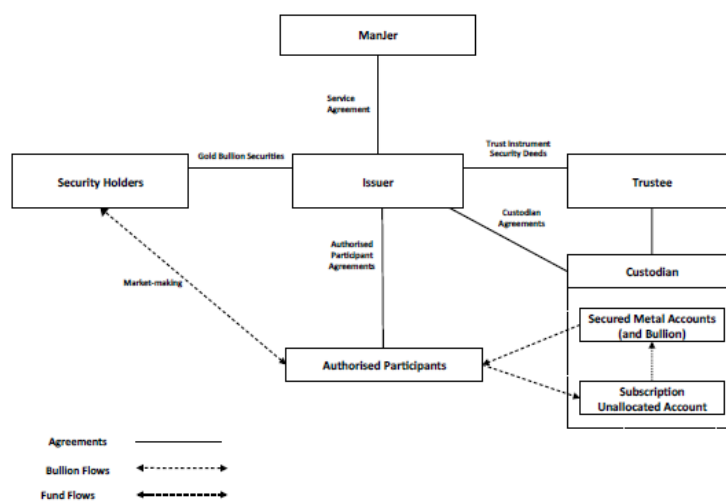 ManJer
Service
Agreement
Gold Bullion Securities
Trust Instrument
Security Deeds
Security Holders
Issuer
Trustee
Custodian
Agreements
Authorised
Participant
Agreements
Custodian
Market-making
Secured Metal Accounts
(and Bullion)
Authorised Participants
Subscription
Unallocated Account
Agreements
Bullion Flows
Fund Flows